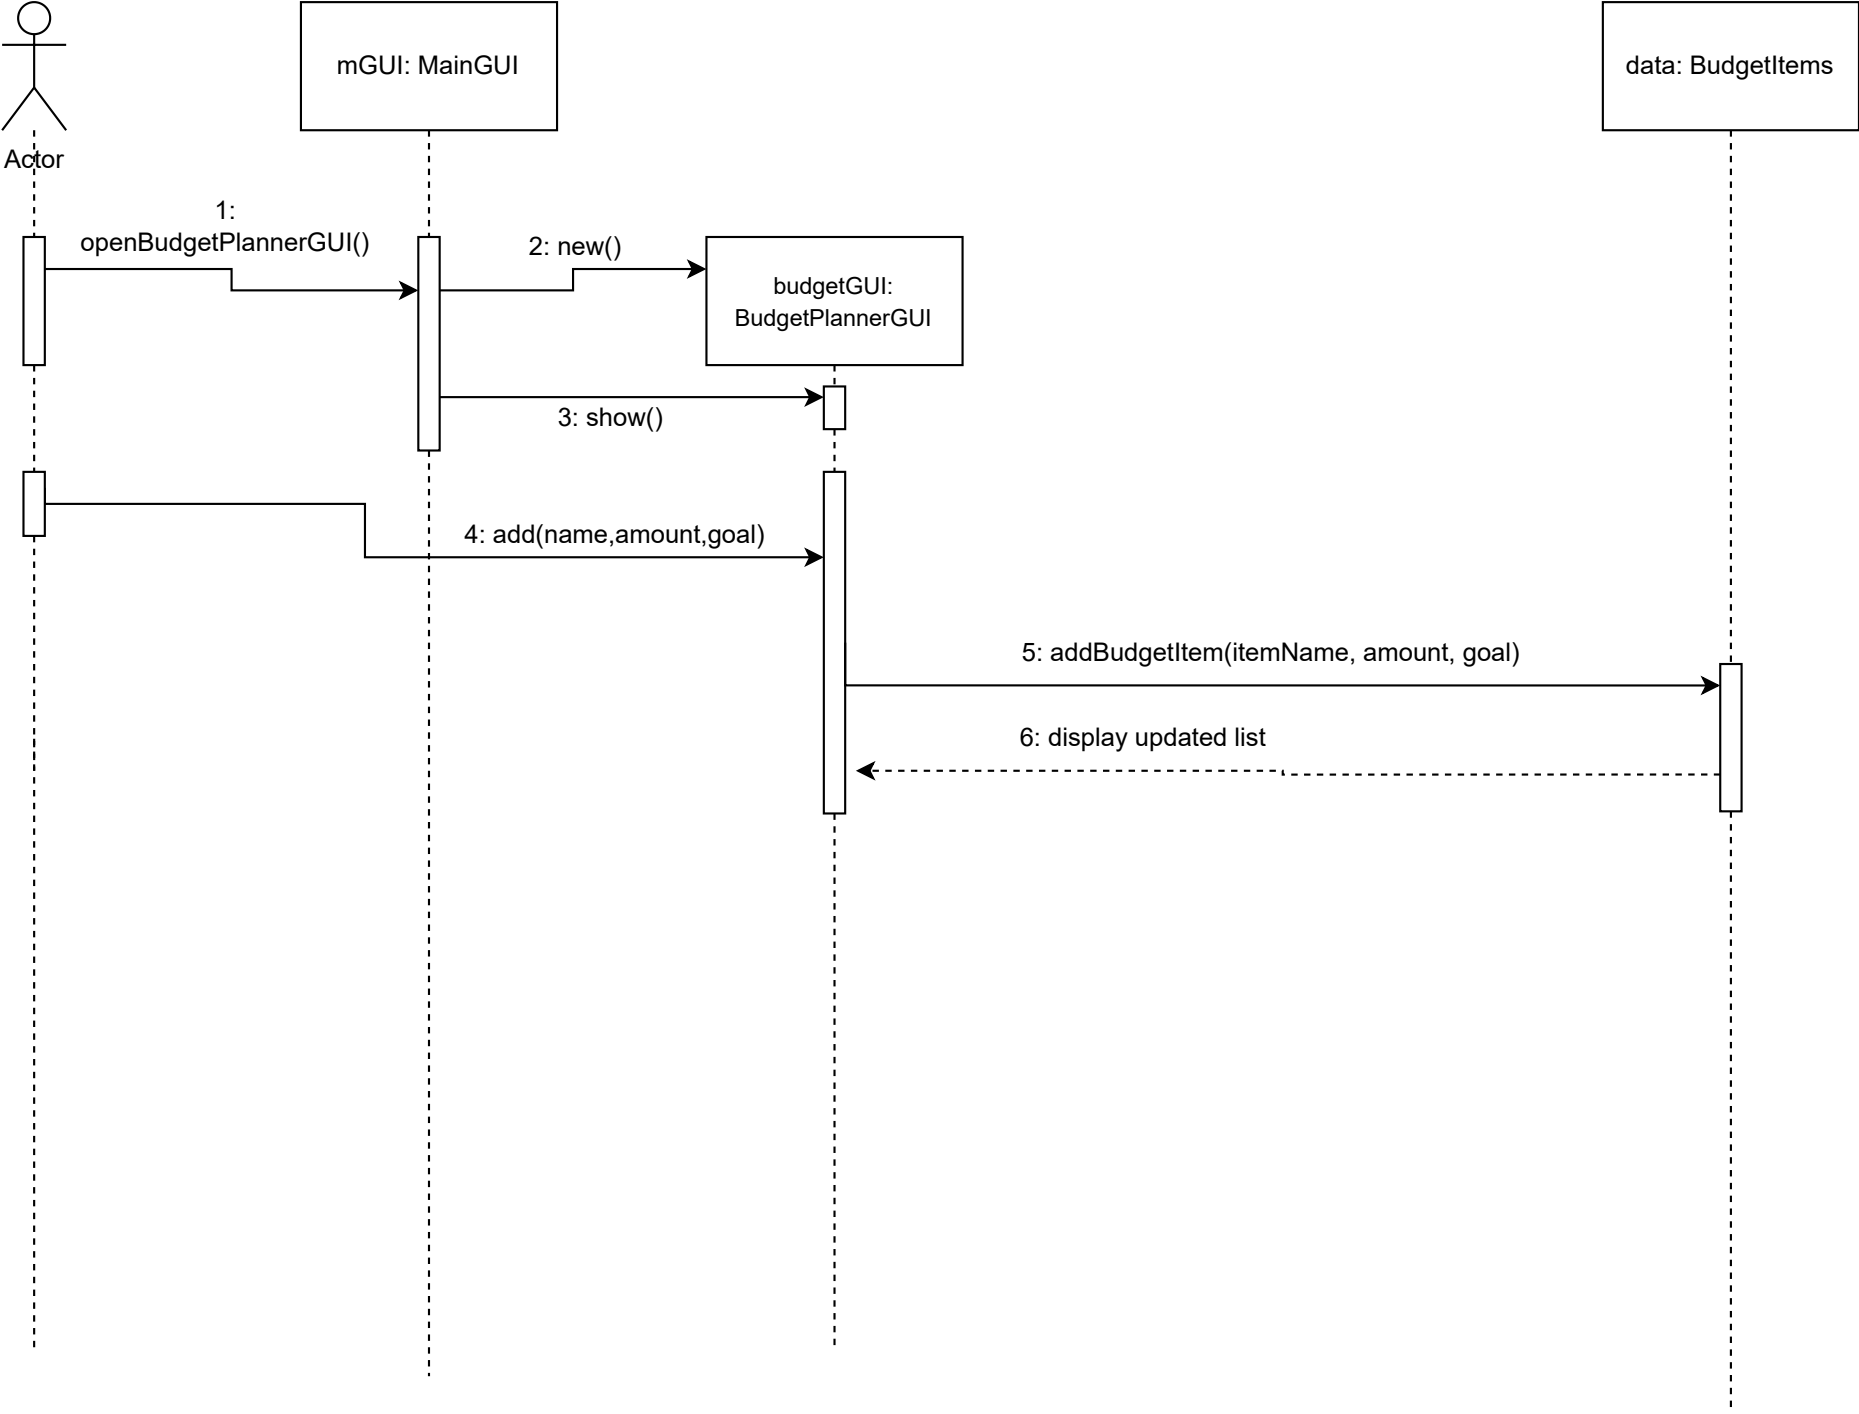 mGUI: MainGUI
data: BudgetItems
Actor
1:
openBudgetPlannerGUI()
2: new()
budgetGUI:
BudgetPlannerGUI
3: show()
4: add(name,amount,goal)
5: addBudgetItem(itemName, amount, goal)
6: display updated list